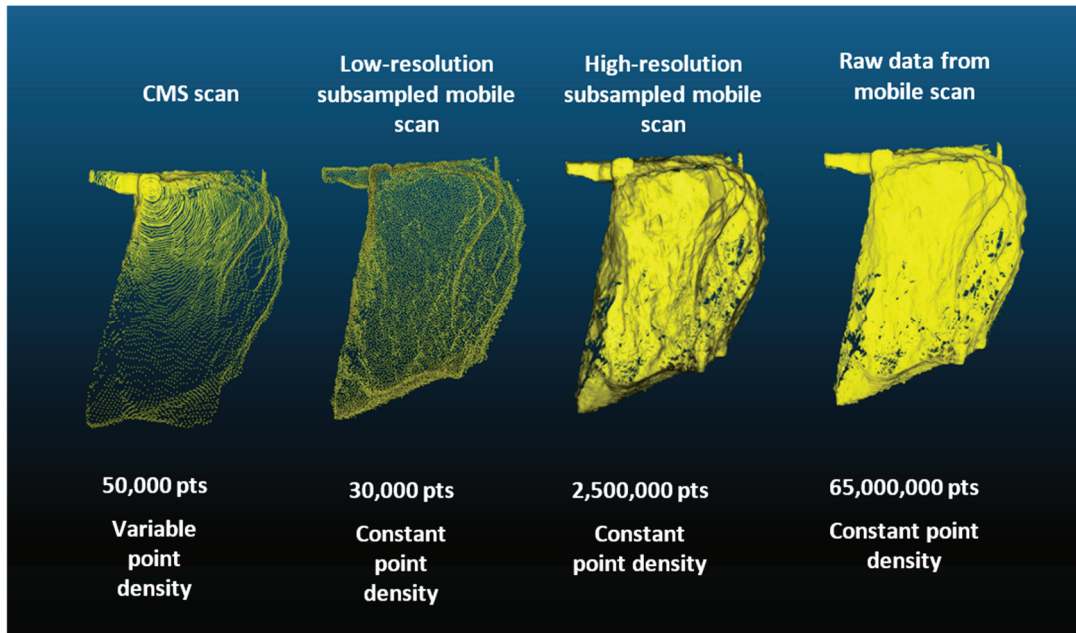 CMS scan
Low-resolution
subsampled mobile
scan
High-resolution
subsampled mobile
scan
Raw data from
mobile scan
50,000 pts
Variable
point
density
30,000 pts
Constant
point
density
2,500,000 pts
Constant
point density
65,000,000 pts
Constant point
density